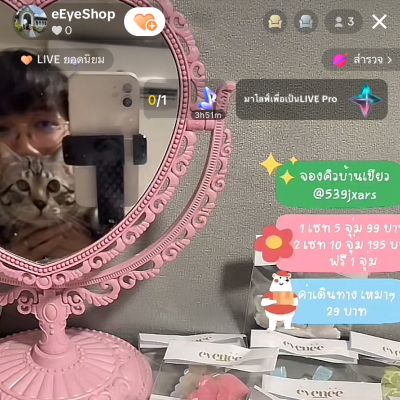 eEyeShop
0
3
LIVE ยอดนิยม
สำรวจ >
0/1
3h51m
มาไลฟ์เพื่อเป็นLIVE Pro
จองคิวบ้านเขียว
@539jxars
1 เซท 5 จุ่ม 99 บา
2 เซท 10 จุ่ม 195 บ
ฟรี 1 จุ่ม
ค่าเดินทาง เหมาๆ
29 บาท
eyenée
eyenée